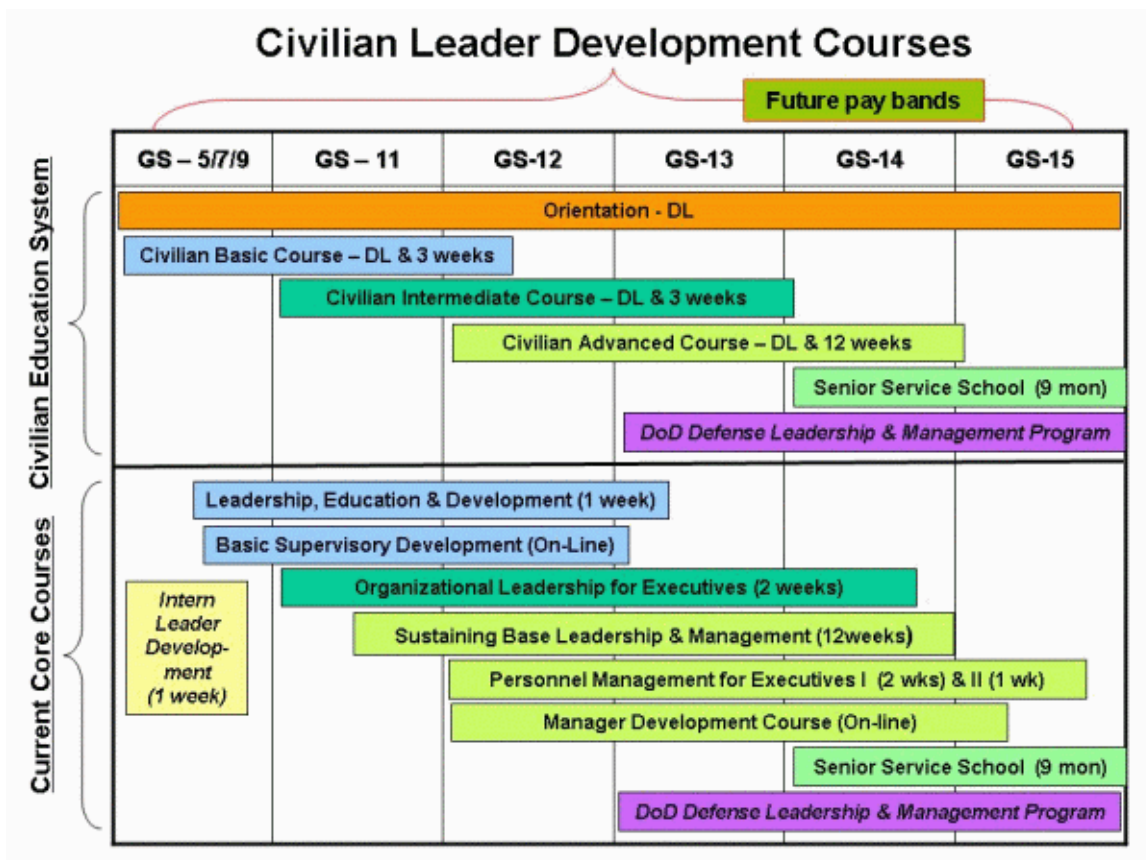 Civilian Leader Development Courses
Future pay bands
GS – 5/7/9
GS – 11
GS-12
GS-13
GS-14
GS-15
Civilian Education System
Orientation - DL
Civilian Basic Course – DL & 3 weeks
Civilian Intermediate Course – DL & 3 weeks
Civilian Advanced Course – DL & 12 weeks
Senior Service School (9 mon)
DoD Defense Leadership & Management Program
Current Core Courses
Leadership, Education & Development (1 week)
Basic Supervisory Development (On-Line)
Intern
Leader
Develop-
ment
(1 week)
Organizational Leadership for Executives (2 weeks)
Sustaining Base Leadership & Management (12weeks)
Personnel Management for Executives I (2 wks) & II (1 wk)
Manager Development Course (On-line)
Senior Service School (9 mon)
DoD Defense Leadership & Management Program